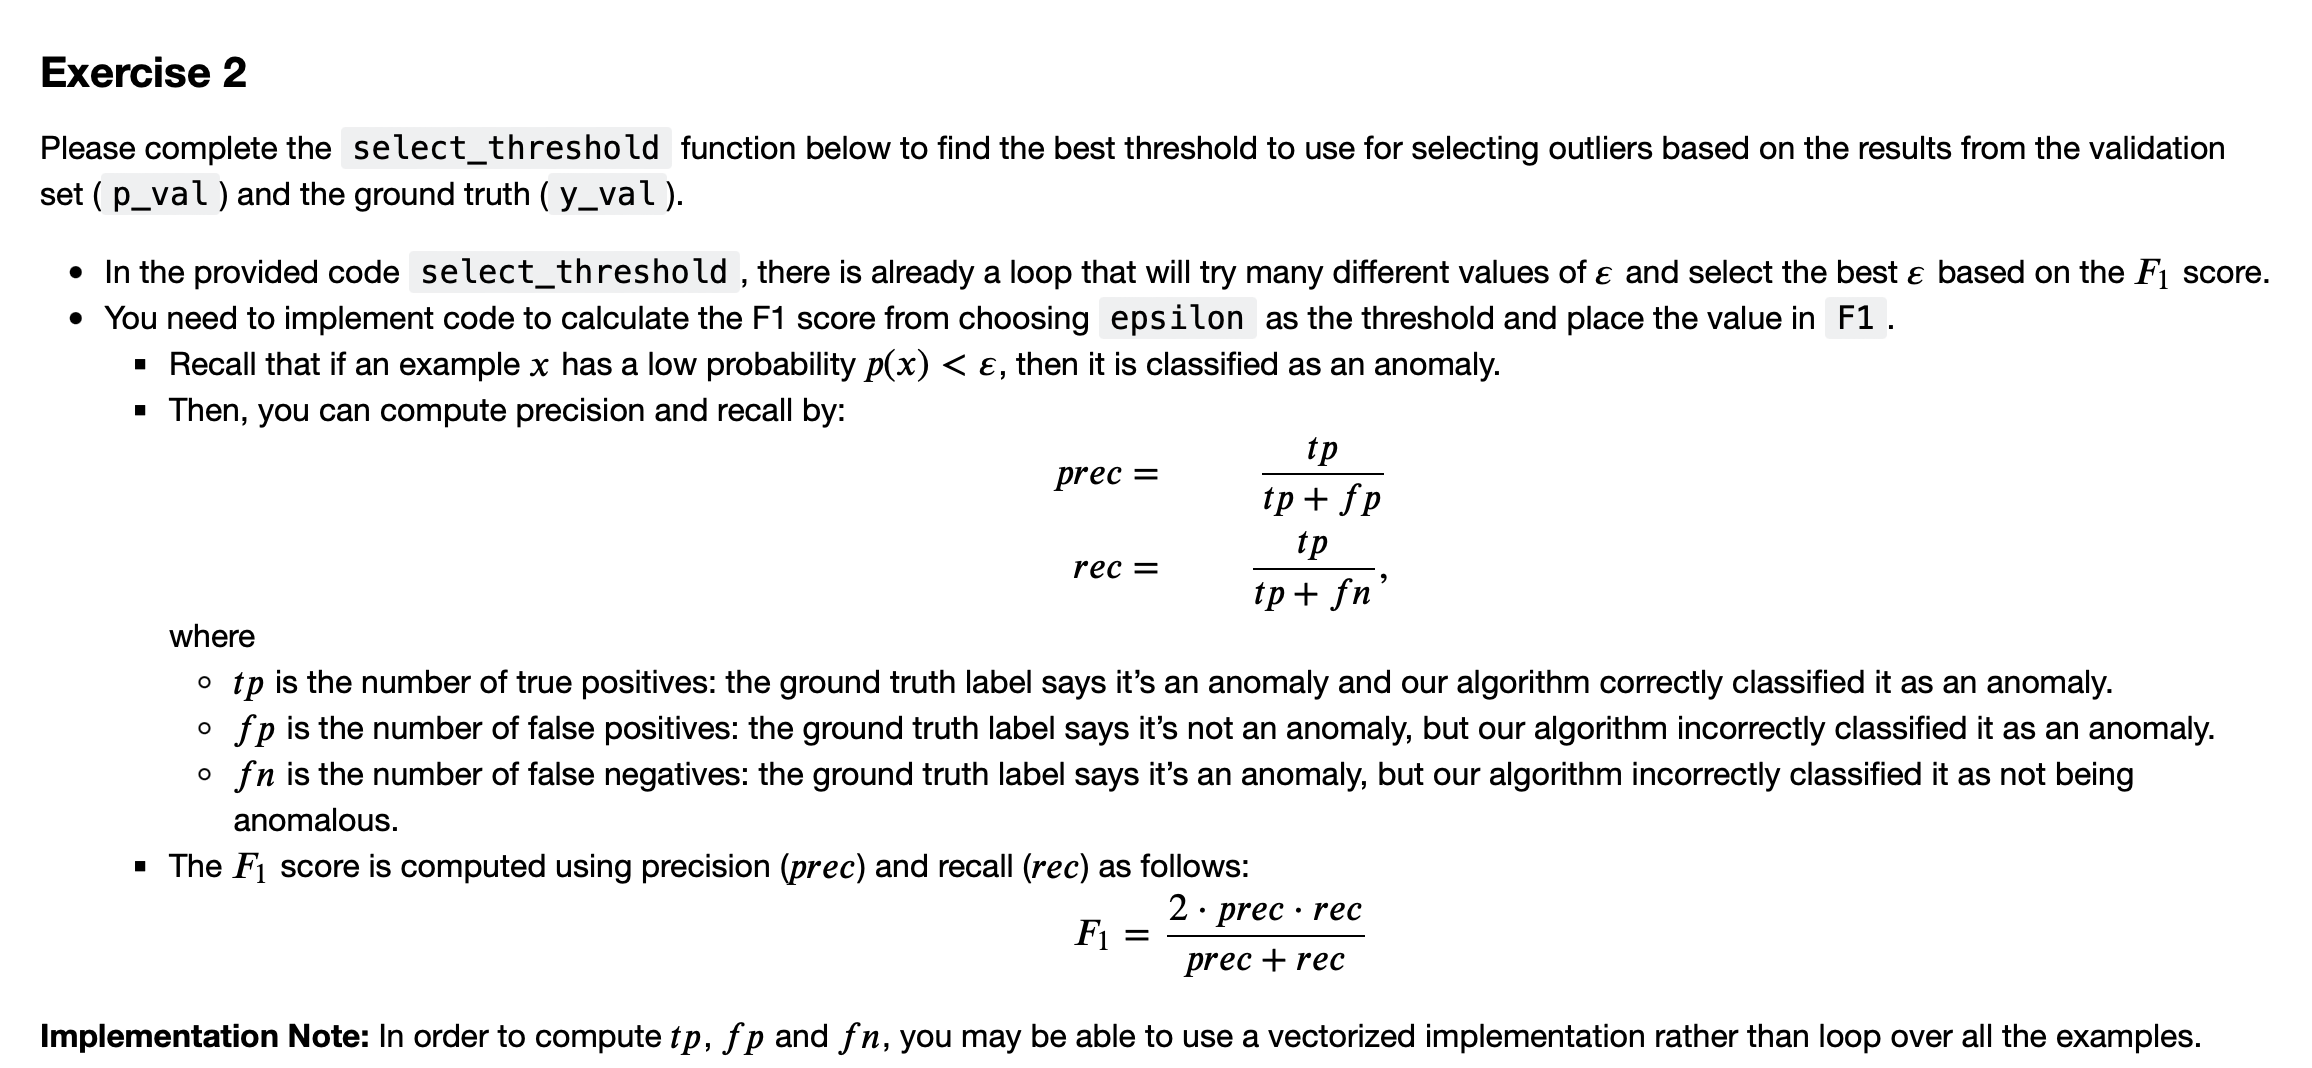 Exercise 2
Please complete the select_threshold function below to find the best threshold to use for selecting outliers based on the results from the validation
set ( p_val ) and the ground truth ( y_val ).
• In the provided code select_threshold , there is already a loop that will try many different values of ε and select the best ε based on the F₁ score.
• You need to implement code to calculate the F1 score from choosing epsilon as the threshold and place the value in F1 .
▪ Recall that if an example x has a low probability p(x) < ε, then it is classified as an anomaly.
▪ Then, you can compute precision and recall by:
prec = tp / (tp + fp)
rec = tp / (tp + fn),
where
◦ tp is the number of true positives: the ground truth label says it’s an anomaly and our algorithm correctly classified it as an anomaly.
◦ fp is the number of false positives: the ground truth label says it’s not an anomaly, but our algorithm incorrectly classified it as an anomaly.
◦ fn is the number of false negatives: the ground truth label says it’s an anomaly, but our algorithm incorrectly classified it as not being
anomalous.
▪ The F₁ score is computed using precision (prec) and recall (rec) as follows:
F₁ = (2 · prec · rec) / (prec + rec)
Implementation Note: In order to compute tp, fp and fn, you may be able to use a vectorized implementation rather than loop over all the examples.